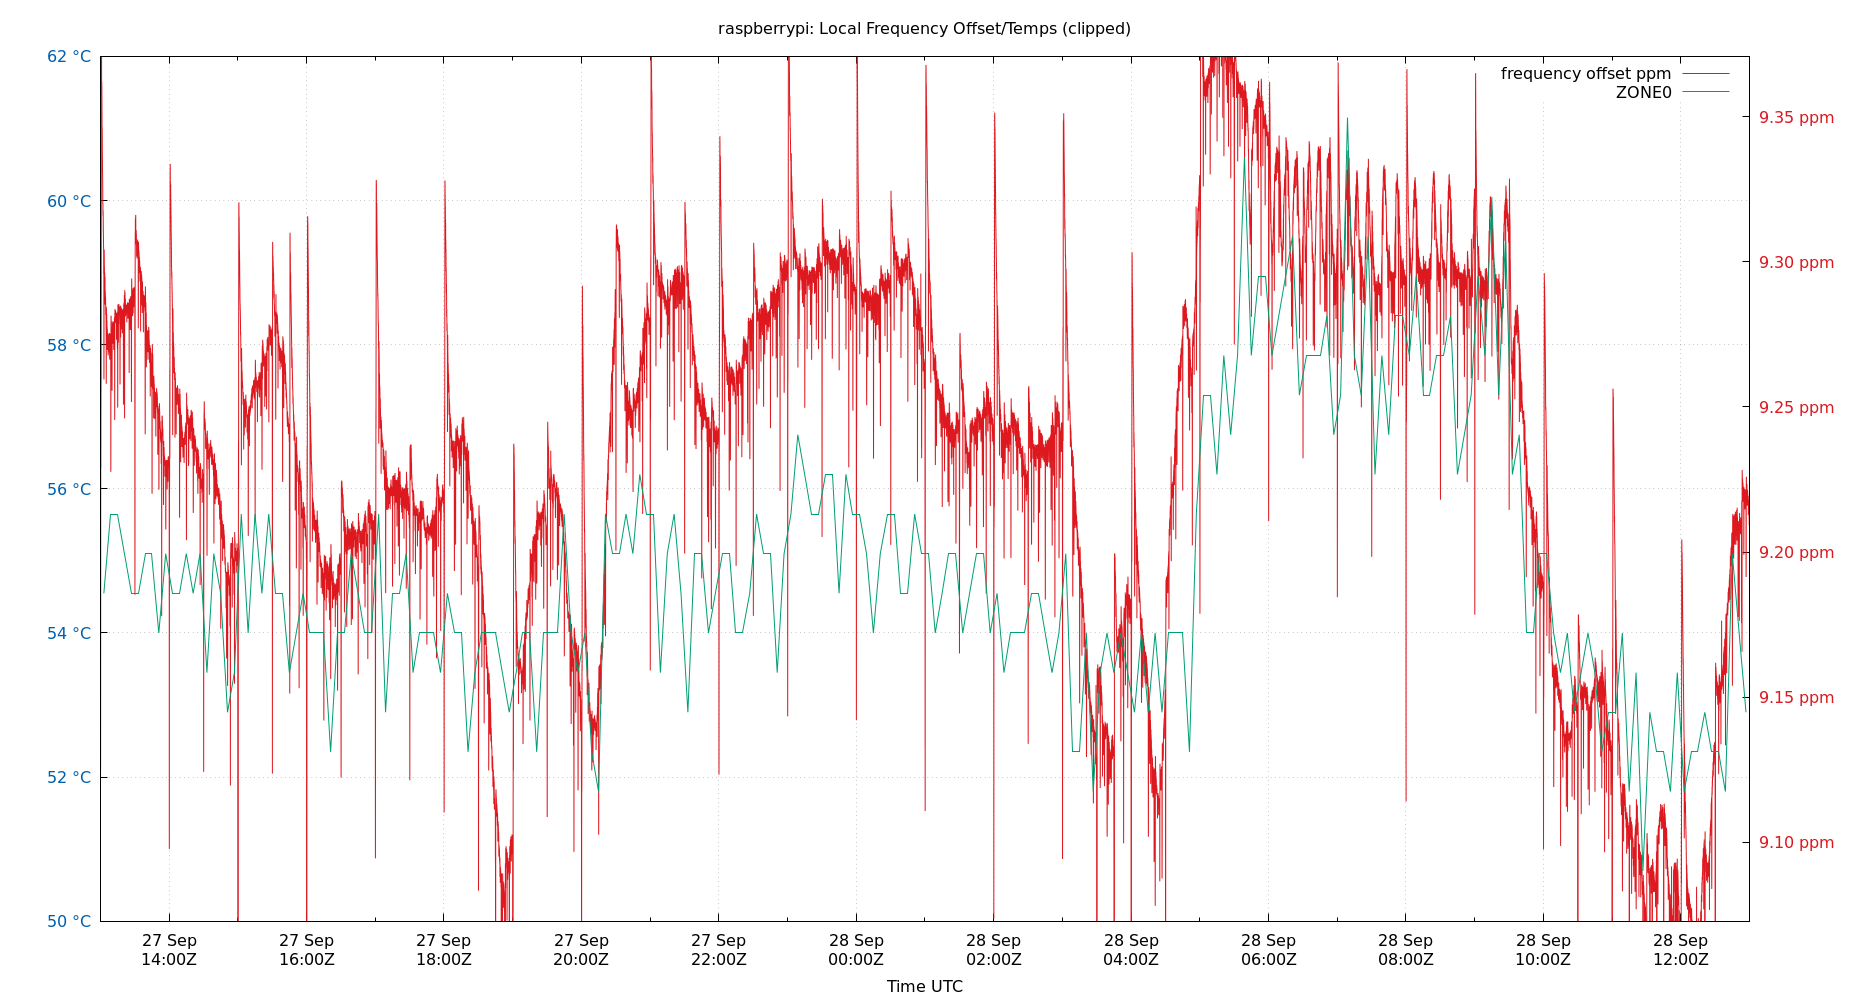 raspberrypi: Local Frequency Offset/Temps (clipped)
62 °C
60 °C
58 °C
56 °C
54 °C
52 °C
50 °C
frequency offset ppm
ZONE0
9.35 ppm
9.30 ppm
9.25 ppm
9.20 ppm
9.15 ppm
9.10 ppm
27 Sep
14:00Z
27 Sep
16:00Z
27 Sep
18:00Z
27 Sep
20:00Z
27 Sep
22:00Z
28 Sep
00:00Z
28 Sep
02:00Z
28 Sep
04:00Z
28 Sep
06:00Z
28 Sep
08:00Z
28 Sep
10:00Z
28 Sep
12:00Z
Time UTC